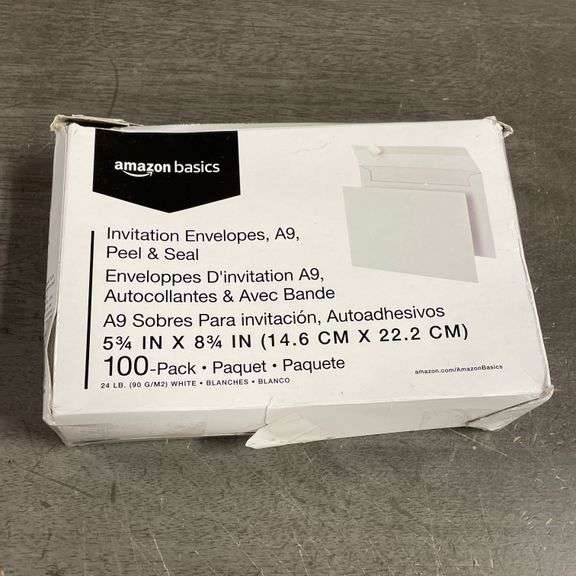 amazon basics
Invitation Envelopes, A9,
Peel & Seal
Enveloppes D'invitation A9,
Autocollantes & Avec Bande
A9 Sobres Para invitación, Autoadhesivos
5¾ IN X 8¾ IN (14.6 CM X 22.2 CM)
100-Pack • Paquet • Paquete
24 LB. (90 G/M2) WHITE • BLANCHES • BLANCO
amazon.com/AmazonBasics